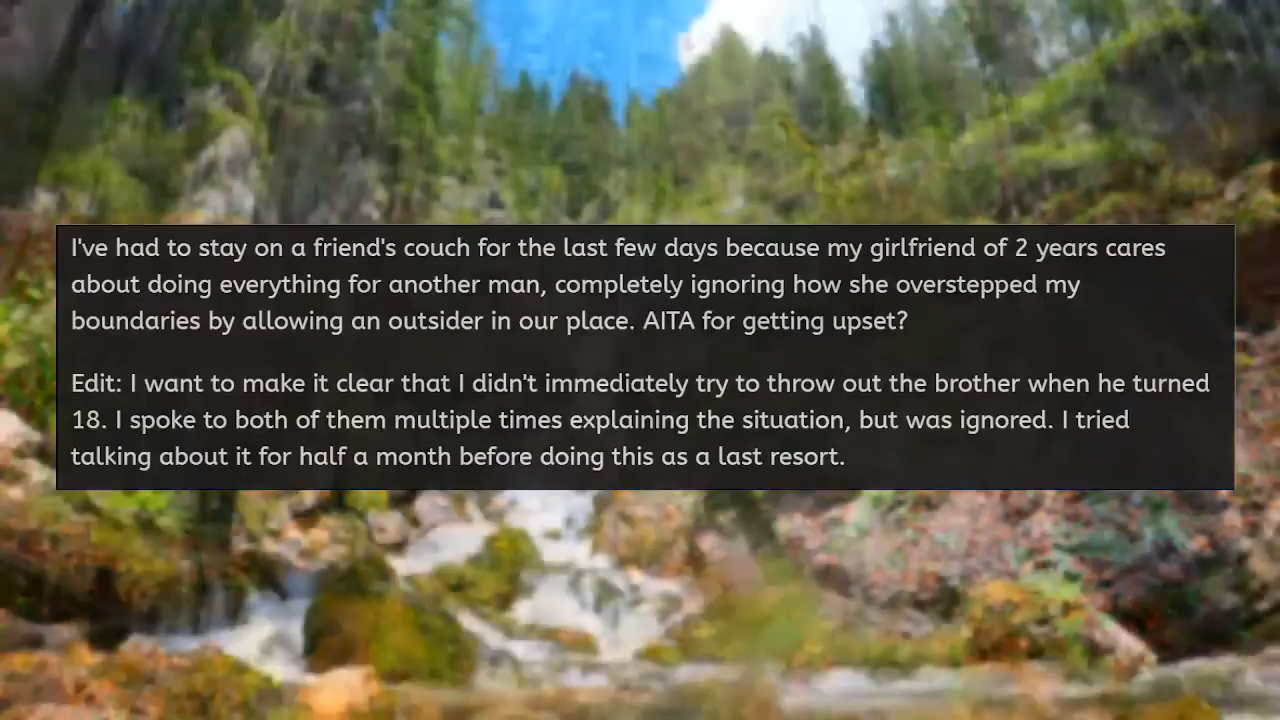 I've had to stay on a friend's couch for the last few days because my girlfriend of 2 years cares
about doing everything for another man, completely ignoring how she overstepped my
boundaries by allowing an outsider in our place. AITA for getting upset?
Edit: I want to make it clear that I didn't immediately try to throw out the brother when he turned
18. I spoke to both of them multiple times explaining the situation, but was ignored. I tried
talking about it for half a month before doing this as a last resort.